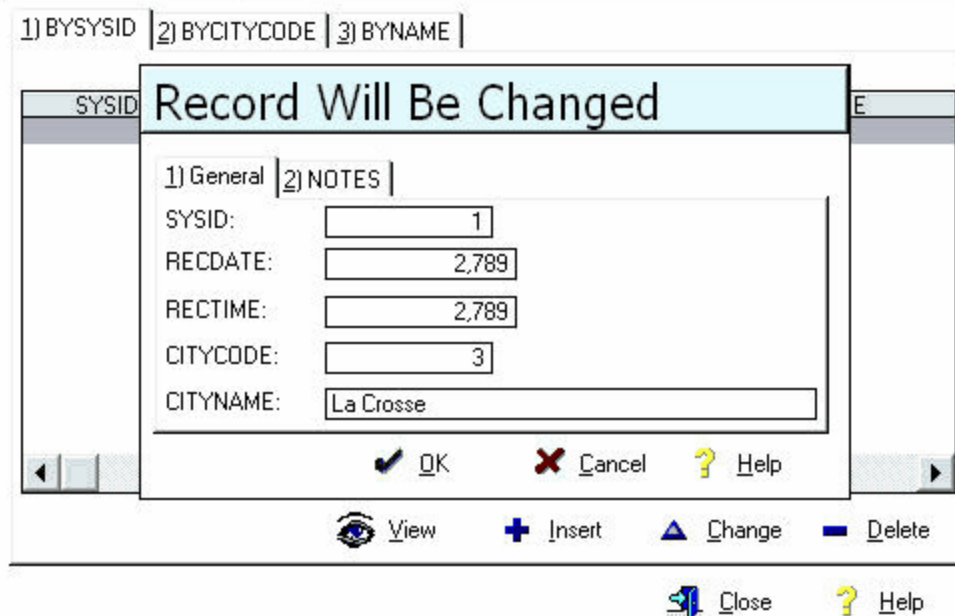 1) BYSYSID 2) BYCITYCODE 3) BYNAME
SYSID E
Record Will Be Changed
1) General 2) NOTES
SYSID: 1
RECDATE: 2,789
RECTIME: 2,789
CITYCODE: 3
CITYNAME: La Crosse
OK Cancel Help
View Insert Change Delete
Close Help